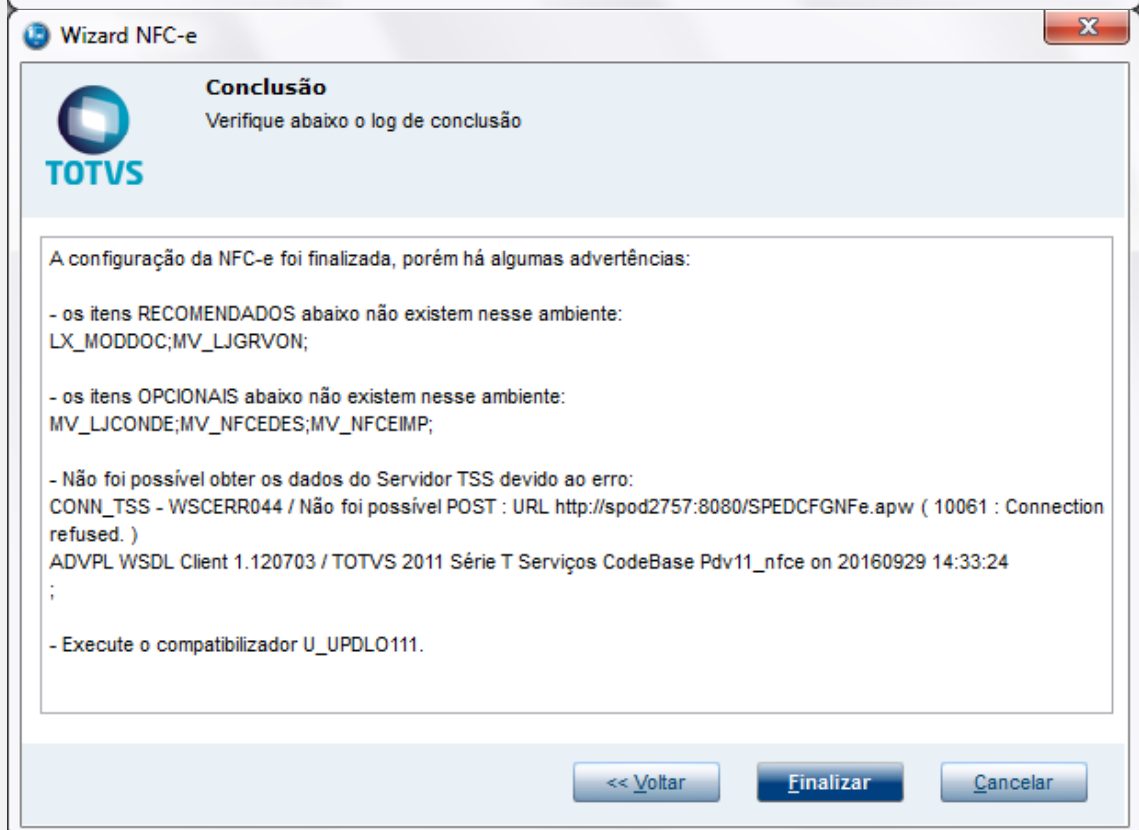 Wizard NFC-e
Conclusão
Verifique abaixo o log de conclusão
TOTVS
A configuração da NFC-e foi finalizada, porém há algumas advertências:
- os itens RECOMENDADOS abaixo não existem nesse ambiente:
LX_MODDOC;MV_LJGRVON;
- os itens OPCIONAIS abaixo não existem nesse ambiente:
MV_LJCONDE;MV_NFCEDES;MV_NFCEIMP;
- Não foi possível obter os dados do Servidor TSS devido ao erro:
CONN_TSS - WSCERR044 / Não foi possível POST : URL http://spod2757:8080/SPEDCFGNFe.apw ( 10061 : Connection
refused. )
ADVPL WSDL Client 1.120703 / TOTVS 2011 Série T Serviços CodeBase Pdv11_nfce on 20160929 14:33:24
;
- Execute o compatibilizador U_UPDLO111.
<< Voltar
Finalizar
Cancelar